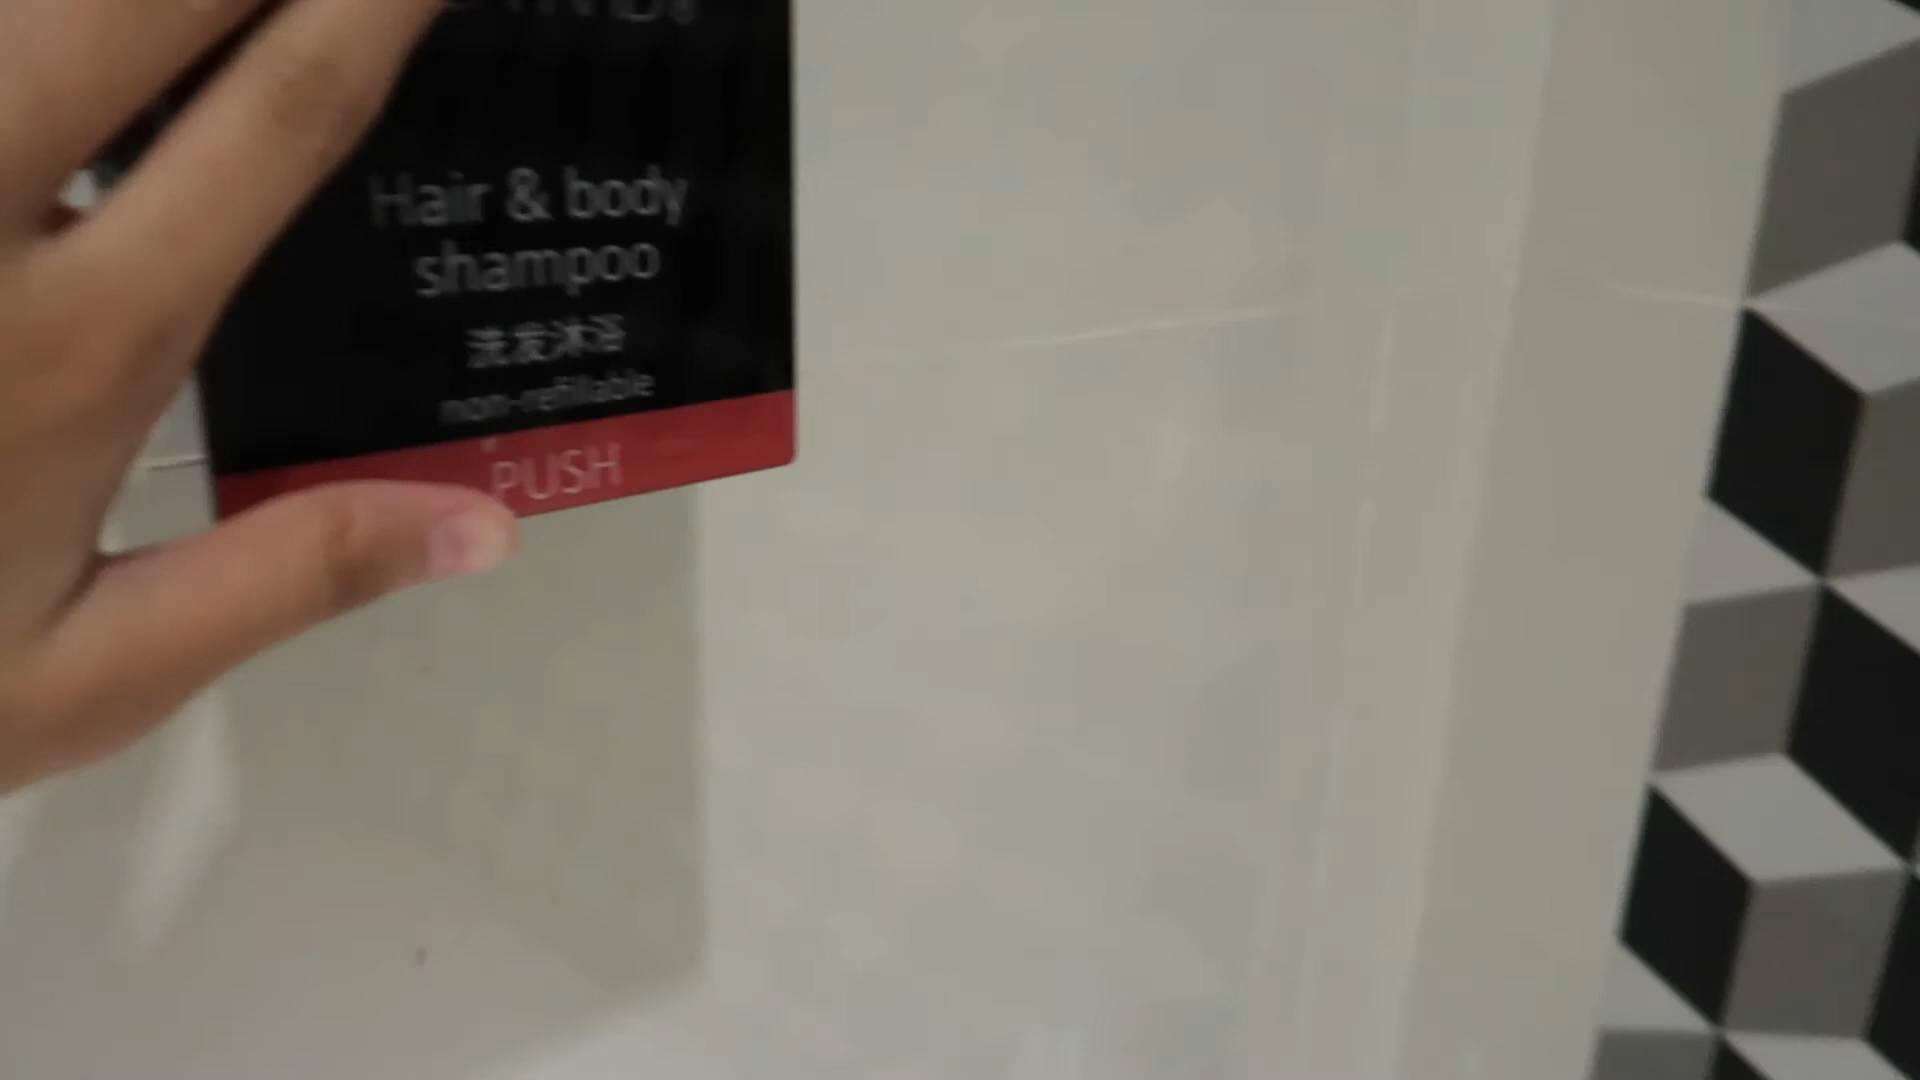 Hair & body
shampoo
洗发沐浴
non-refillable
PUSH